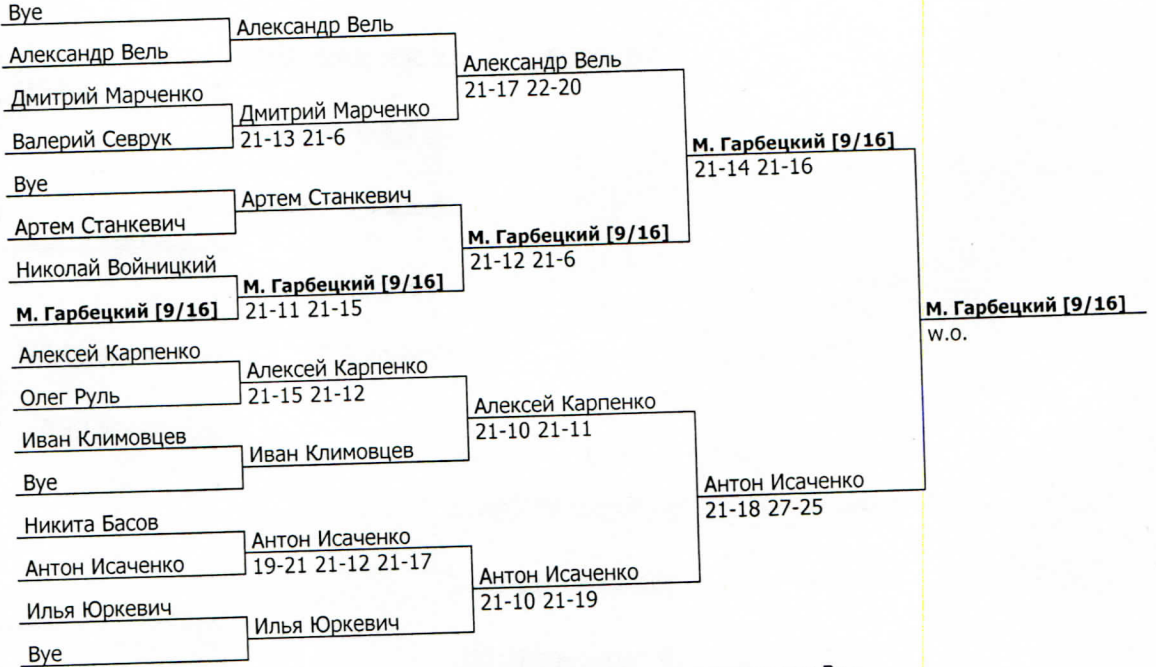 Bye
Александр Вель
Александр Вель
Александр Вель
21-17 22-20
Дмитрий Марченко
Дмитрий Марченко
21-13 21-6
Валерий Севрук
М. Гарбецкий [9/16]
21-14 21-16
Bye
Артем Станкевич
Артем Станкевич
М. Гарбецкий [9/16]
21-12 21-6
Николай Войницкий
М. Гарбецкий [9/16]
21-11 21-15
М. Гарбецкий [9/16]
М. Гарбецкий [9/16]
w.o.
Алексей Карпенко
Алексей Карпенко
21-15 21-12
Олег Руль
Алексей Карпенко
21-10 21-11
Иван Климовцев
Иван Климовцев
Bye
Антон Исаченко
21-18 27-25
Никита Басов
Антон Исаченко
19-21 21-12 21-17
Антон Исаченко
Антон Исаченко
21-10 21-19
Илья Юркевич
Илья Юркевич
Bye